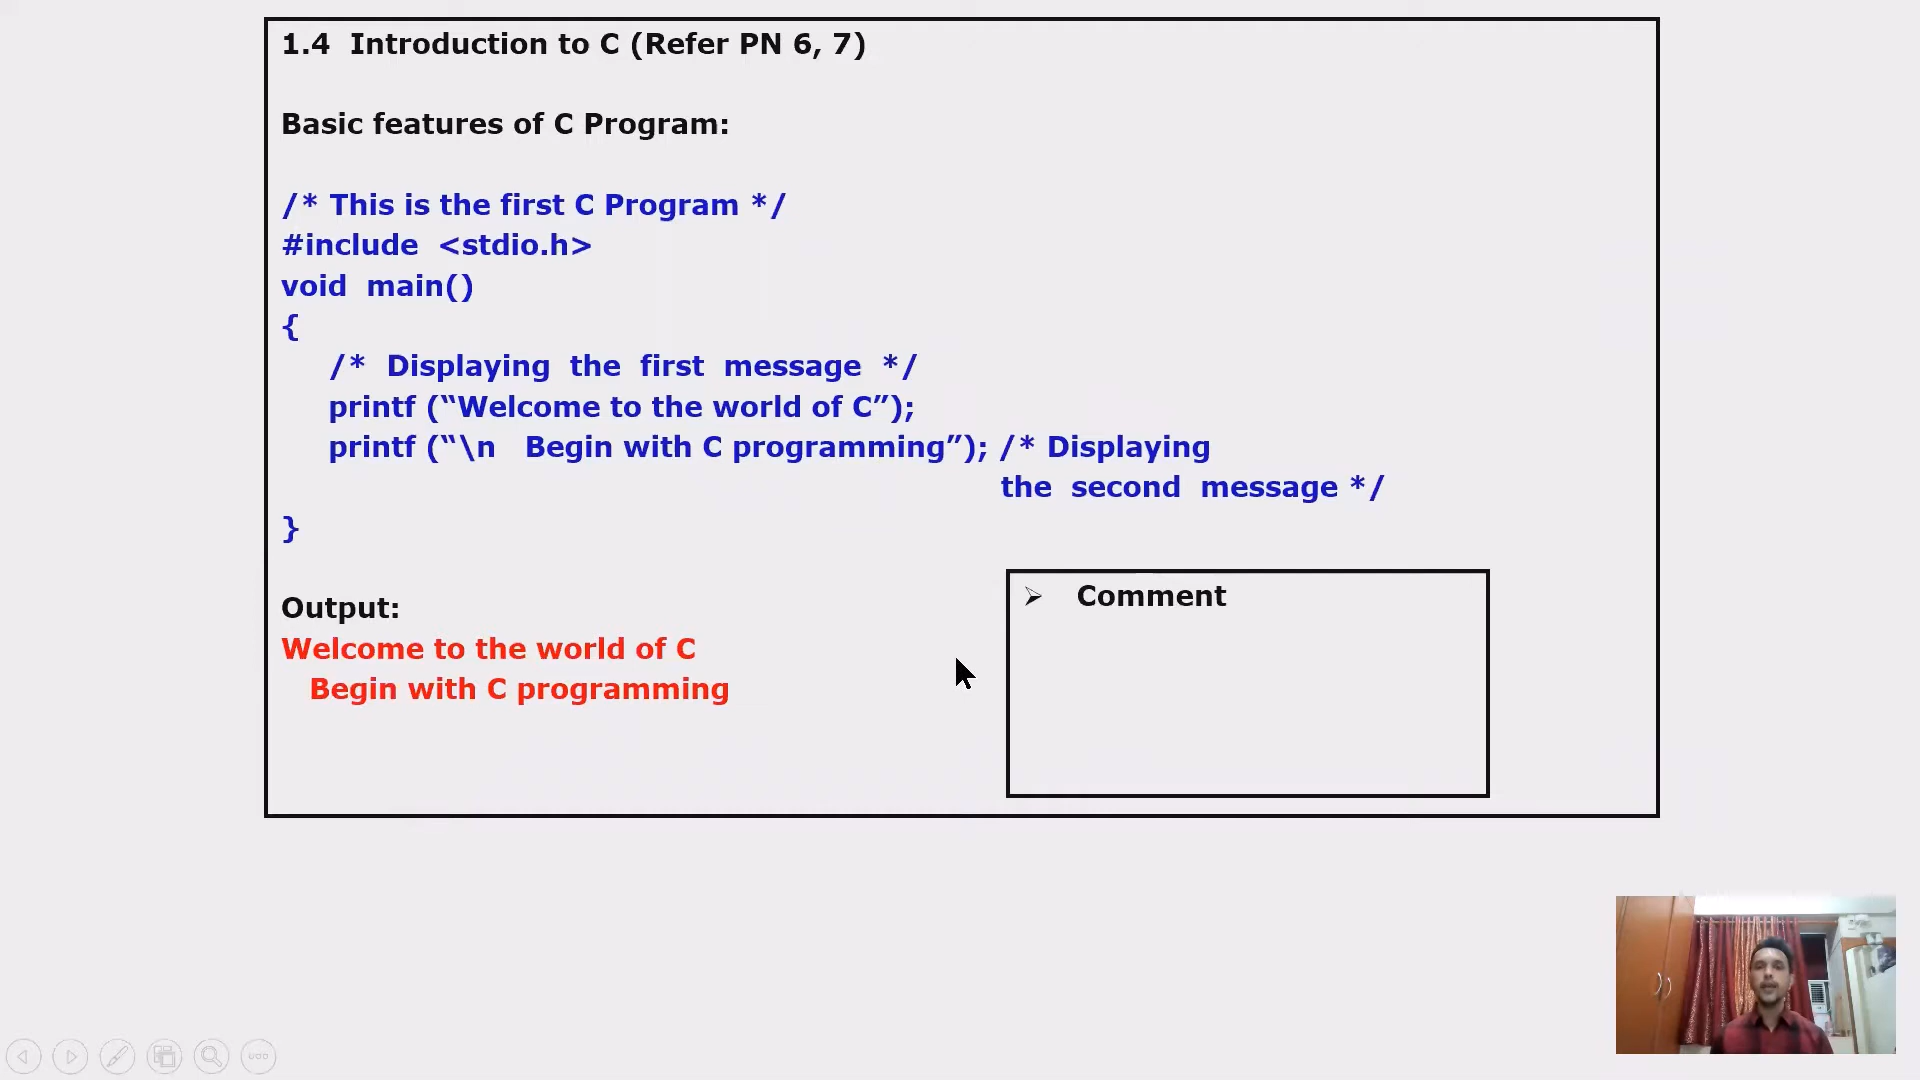 1.4  Introduction to C (Refer PN 6, 7)
Basic features of C Program:
/* This is the first C Program */
#include  <stdio.h>
void  main()
{
/*  Displaying  the  first  message  */
printf (“Welcome to the world of C”);
printf (“\n   Begin with C programming”); /* Displaying
the  second  message */
}
Output:
Welcome to the world of C
Begin with C programming
➢ Comment